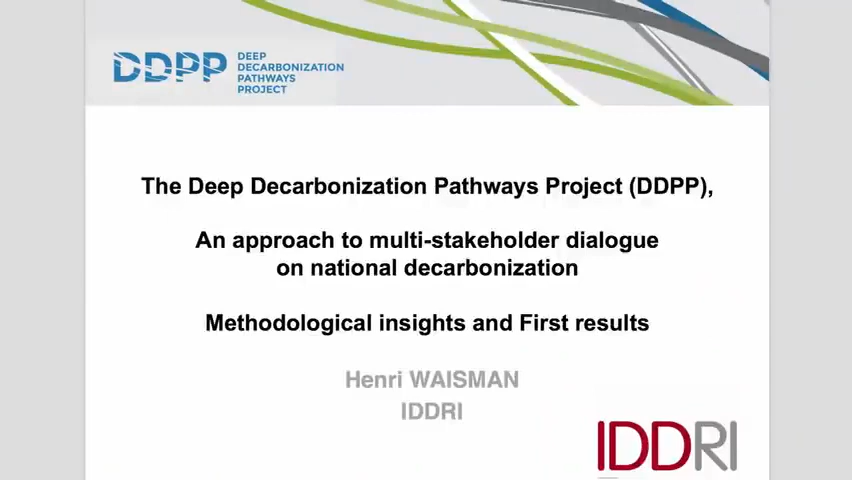 DDPP
DEEP
DECARBONIZATION
PATHWAYS
PROJECT
The Deep Decarbonization Pathways Project (DDPP),
An approach to multi-stakeholder dialogue
on national decarbonization
Methodological insights and First results
Henri WAISMAN
IDDRI
IDDRI